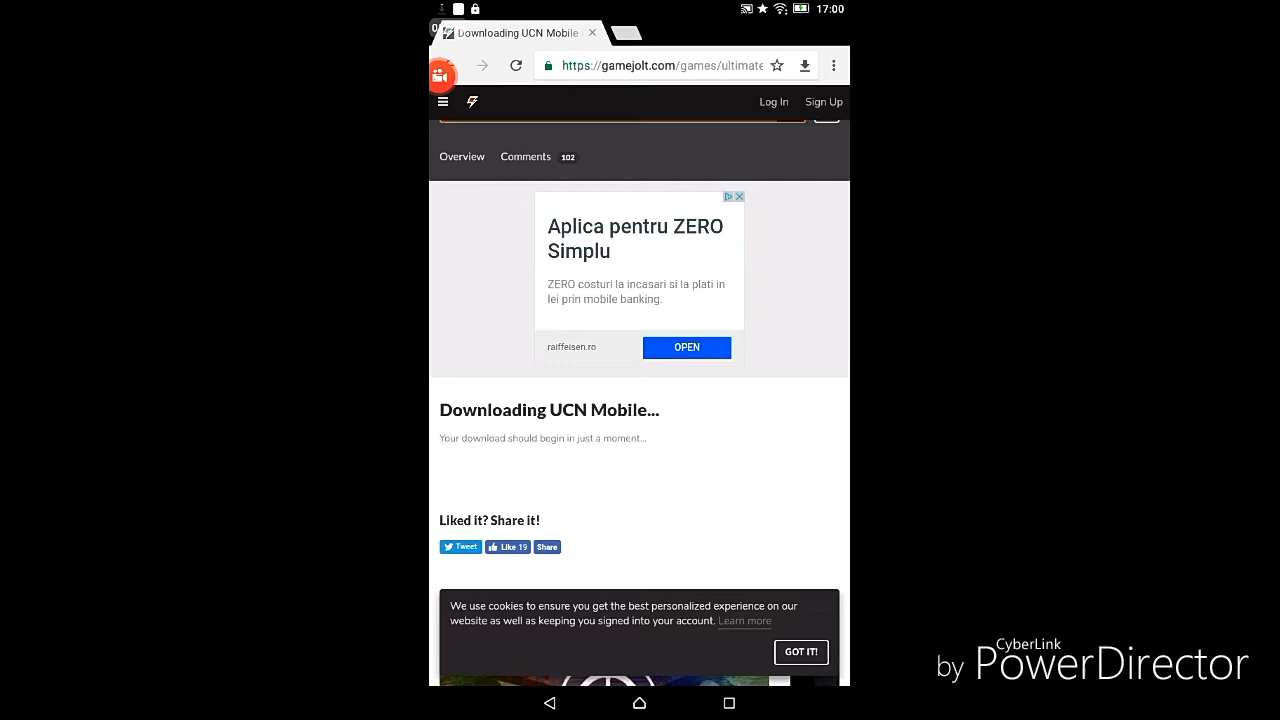 17:00
Downloading UCN Mobile
https://gamejolt.com/games/ultimate
Log In Sign Up
Overview Comments 102
Aplica pentru ZERO
Simplu
ZERO costuri la incasari si la plati in
lei prin mobile banking.
raiffeisen.ro OPEN
Downloading UCN Mobile...
Your download should begin in just a moment...
Liked it? Share it!
Tweet Like 19 Share
We use cookies to ensure you get the best personalized experience on our
website as well as keeping you signed into your account. Learn more
GOT IT!
CyberLink
by PowerDirector